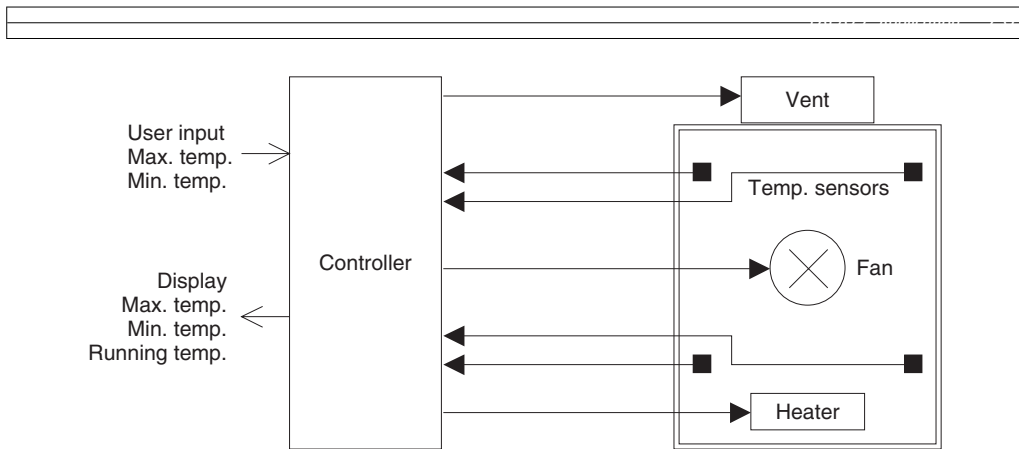 Vent
User input
Max. temp.
Min. temp.
Temp. sensors
Controller
Fan
Display
Max. temp.
Min. temp.
Running temp.
Heater